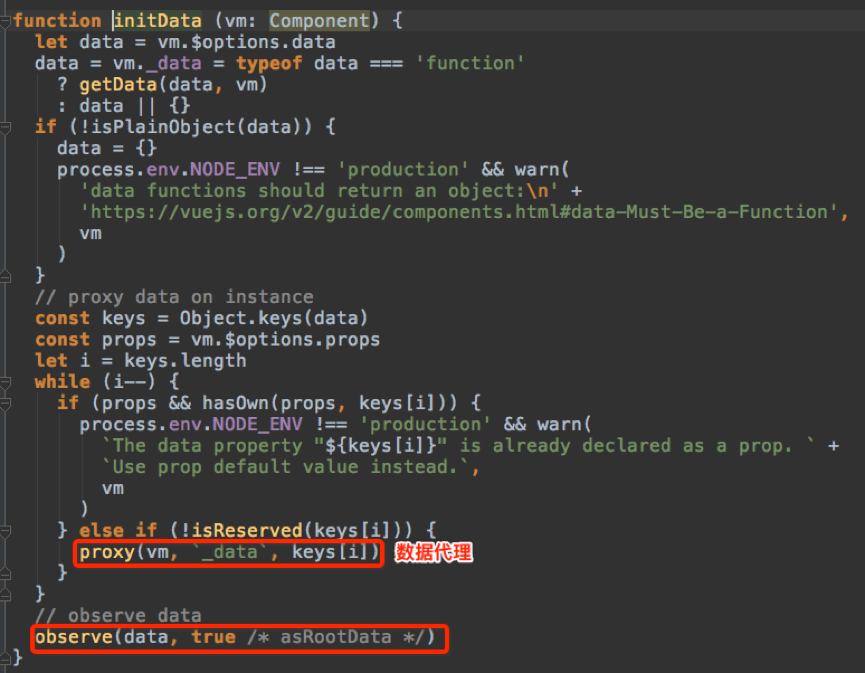 function initData (vm: Component) {
  let data = vm.$options.data
  data = vm._data = typeof data === 'function'
    ? getData(data, vm)
    : data || {}
  if (!isPlainObject(data)) {
    data = {}
    process.env.NODE_ENV !== 'production' && warn(
      'data functions should return an object:\n' +
      'https://vuejs.org/v2/guide/components.html#data-Must-Be-a-Function',
      vm
    )
  }
  // proxy data on instance
  const keys = Object.keys(data)
  const props = vm.$options.props
  let i = keys.length
  while (i--) {
    if (props && hasOwn(props, keys[i])) {
      process.env.NODE_ENV !== 'production' && warn(
        `The data property "${keys[i]}" is already declared as a prop. ` +
        `Use prop default value instead.`,
        vm
      )
    } else if (!isReserved(keys[i])) {
      proxy(vm, `_data`, keys[i]) 数据代理
    }
  }
  // observe data
  observe(data, true /* asRootData */)
}